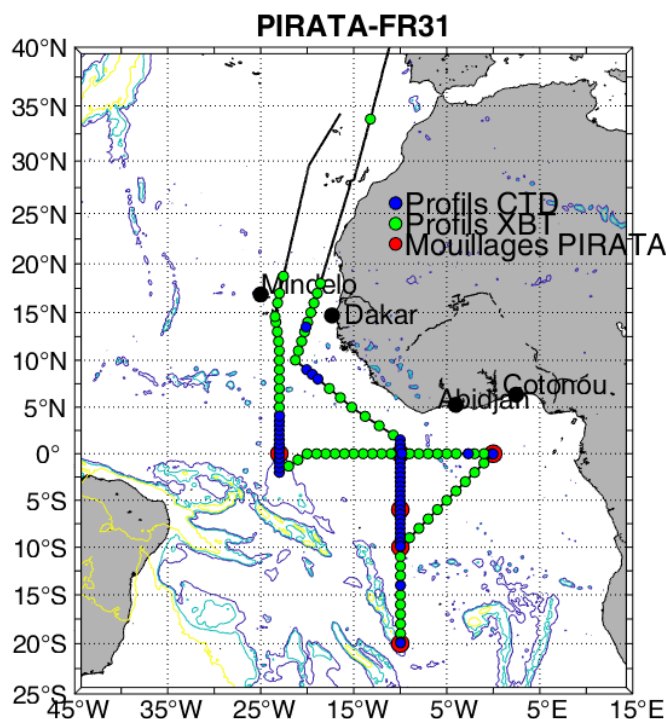 PIRATA-FR31
40°N
35°N
30°N
25°N
20°N
15°N
10°N
5°N
0°
5°S
10°S
15°S
20°S
25°S
Profils CTD
Profils XBT
Mouillages PIRATA
Mindelo
Dakar
Cotonou
Abidjan
45°W
35°W
25°W
15°W
5°W
5°E
15°E